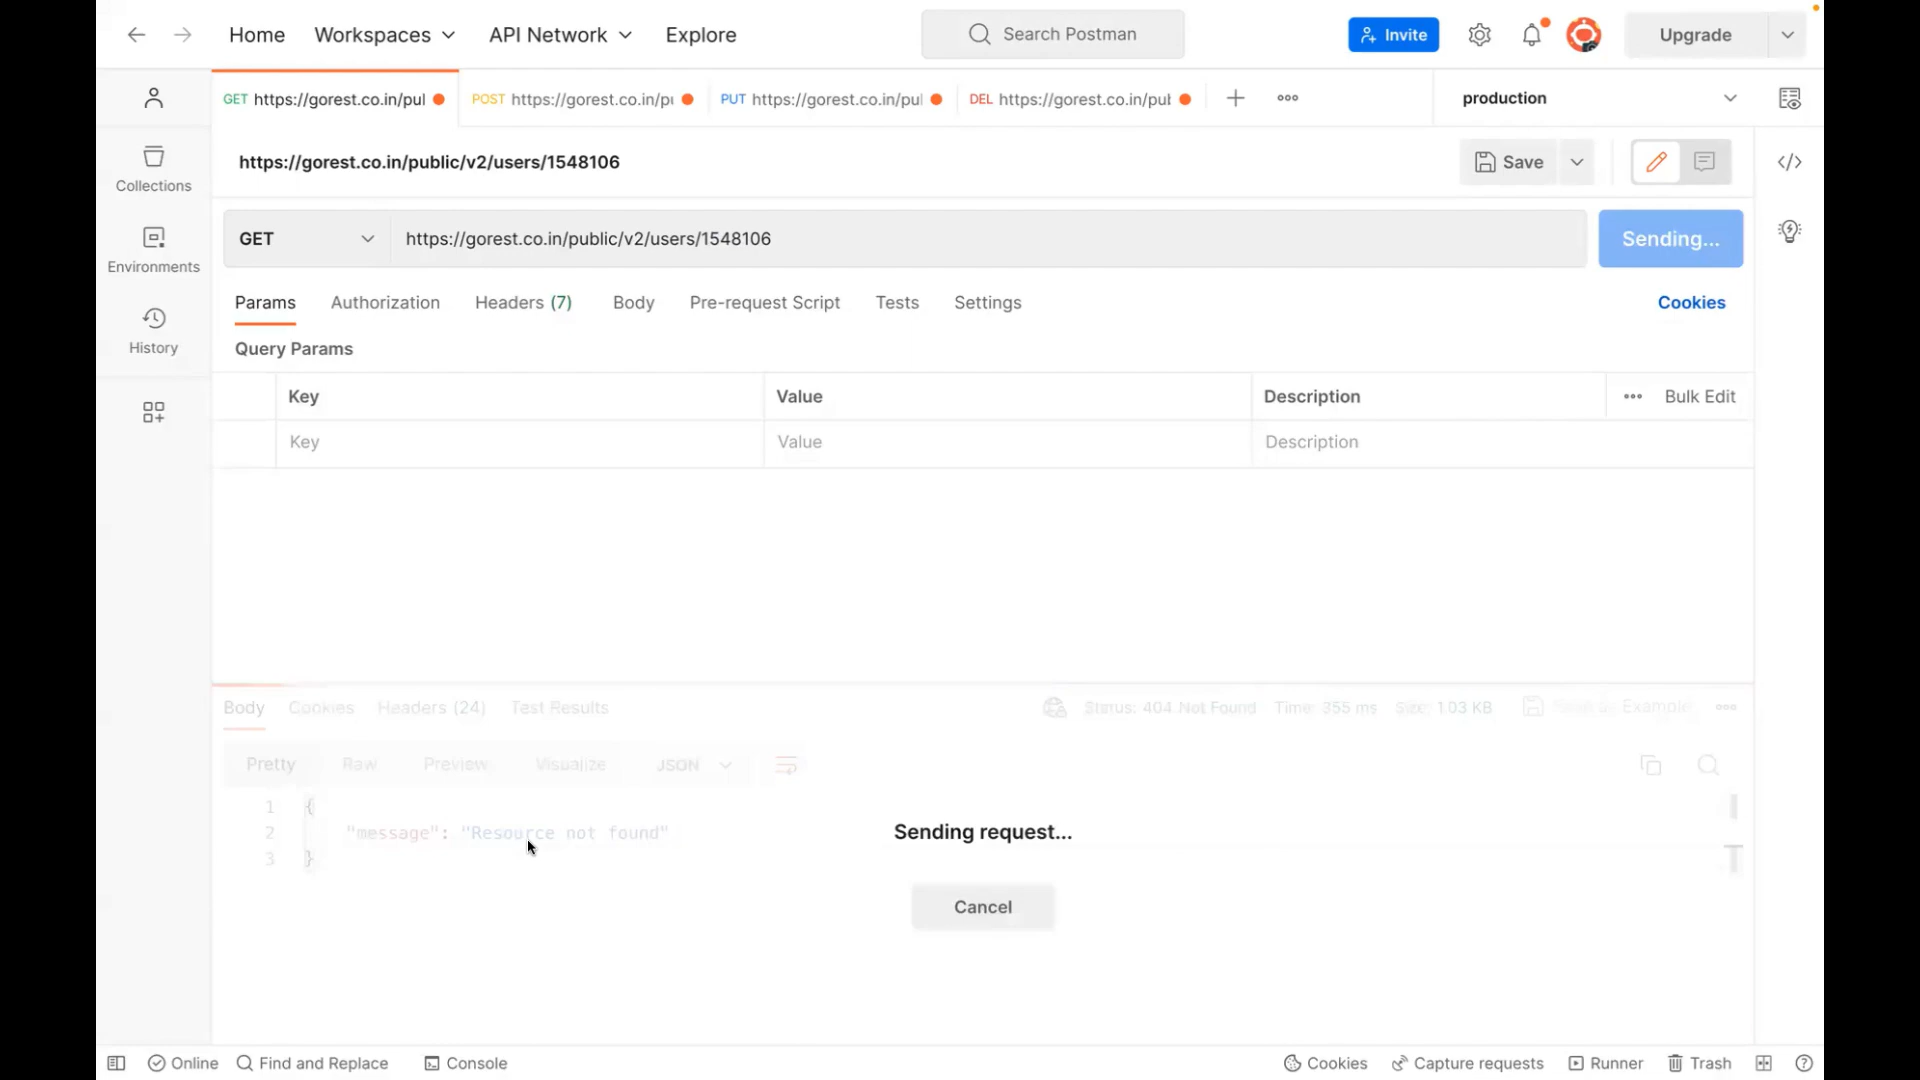 Home Workspaces API Network Explore Search Postman Invite Upgrade
GET https://gorest.co.in/pul POST https://gorest.co.in/pu PUT https://gorest.co.in/pul DEL https://gorest.co.in/pub production
https://gorest.co.in/public/v2/users/1548106 Save
GET https://gorest.co.in/public/v2/users/1548106 Sending...
Params Authorization Headers (7) Body Pre-request Script Tests Settings Cookies
Query Params
Key Value Description Bulk Edit
Key Value Description
Collections
Environments
History
Body Cookies Headers (24) Test Results Status: 404 Not Found Time: 355 ms Size: 1.03 KB Save as Example
Pretty Raw Preview Visualize JSON
1 {
2 "message": "Resource not found"
3 }
Sending request...
Cancel
Online Find and Replace Console Cookies Capture requests Runner Trash